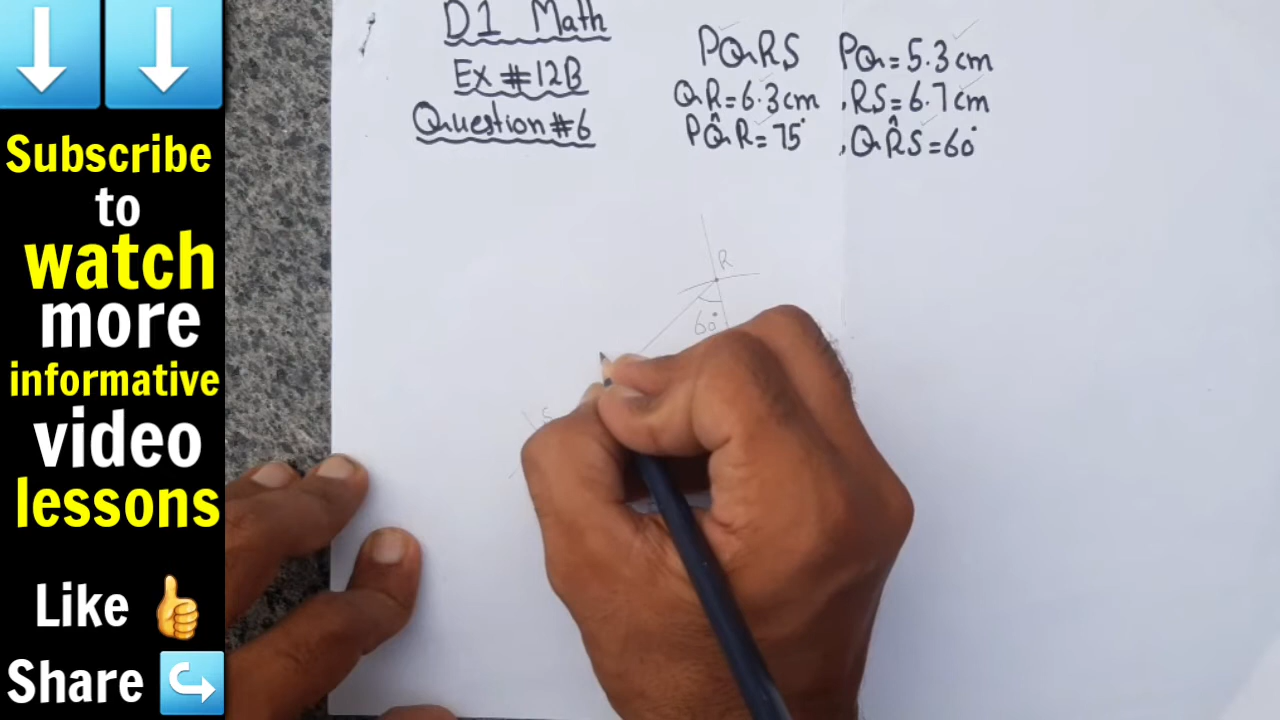 Subscribe
to
watch
more
informative
video
lessons
Like
Share
D1 Math
Ex #12B
Question #6
PQRS PQ=5.3cm
QR=6.3cm ,RS=6.7cm
PQ̂R=75° ,QR̂S=60°
R
60°
S